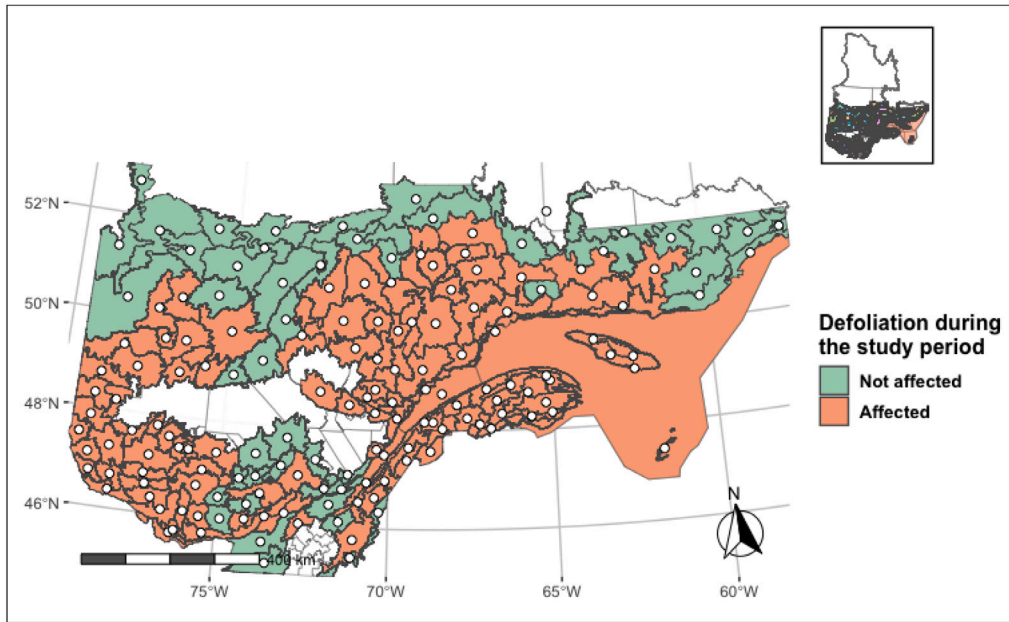 52°N
50°N
48°N
46°N
75°W
70°W
65°W
60°W
400 km
N
Defoliation during
the study period
Not affected
Affected